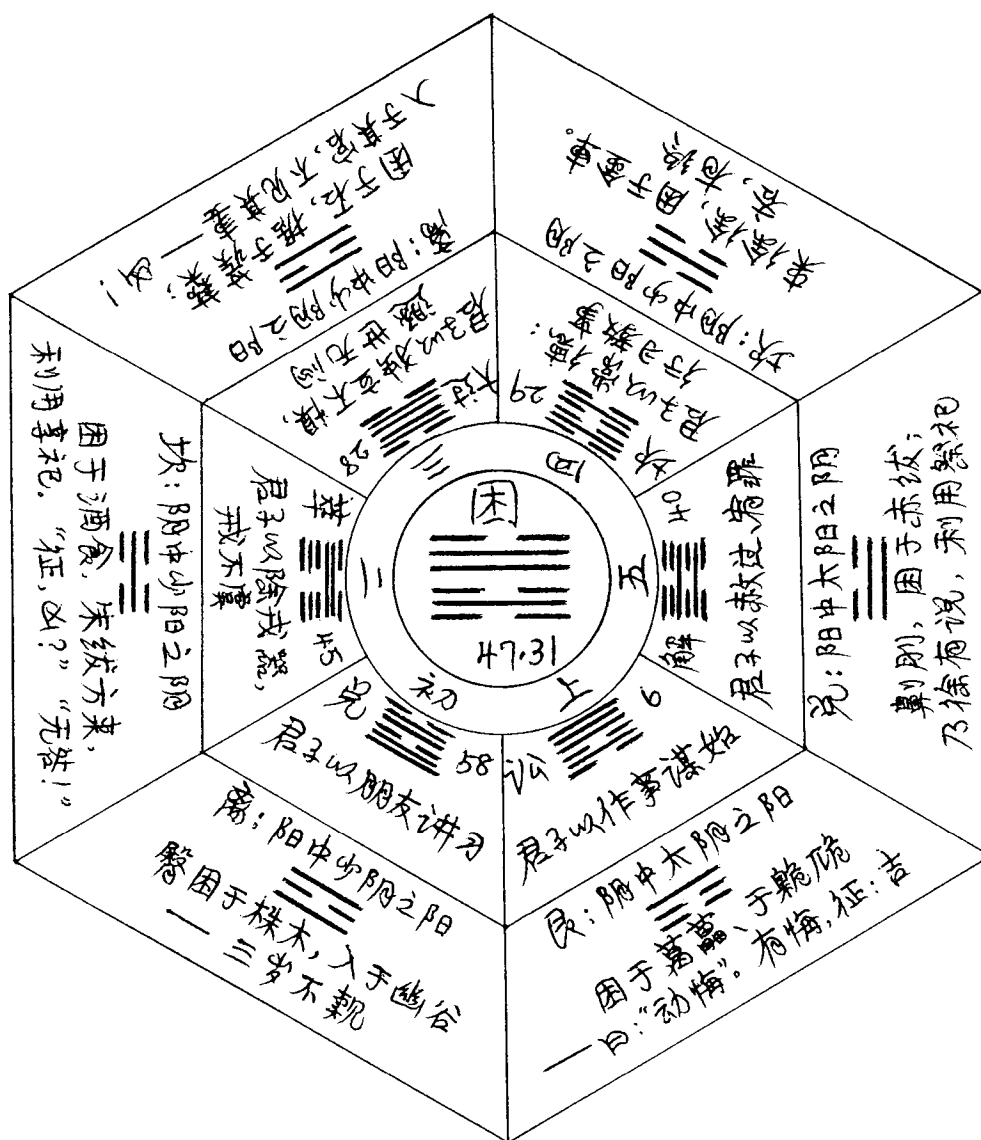 困
47·31
初
二
三
四
五
上
兑
58
君子以朋友讲习
离：阳中少阴之阳
臀困于株木，入于幽谷
——三岁不觌
萃
45
君子以除戎器，
戒不虞
坎：阴中少阳之阴
困于酒食，朱绂方来，
利用享祀。“征，凶？”“无咎！”
大过
28
君子以独立不惧，
遯世无闷
离：阳中少阴之阳
困于石，据于蒺藜；
入于其宫，不见其妻
——凶！
坎
29
君子以常德
行习教事
坎：阴中少阳之阴
来徐徐，困于金车。
吝，有终
解
40
君子以赦过、宥罪
兑：阳中太阳之阴
劓刖，困于赤绂；
乃徐有说，利用祭祀
讼
6
君子以作事谋始
艮：阴中太阴之阳
困于葛藟、于臲卼
——曰：“动悔”。有悔，征：吉